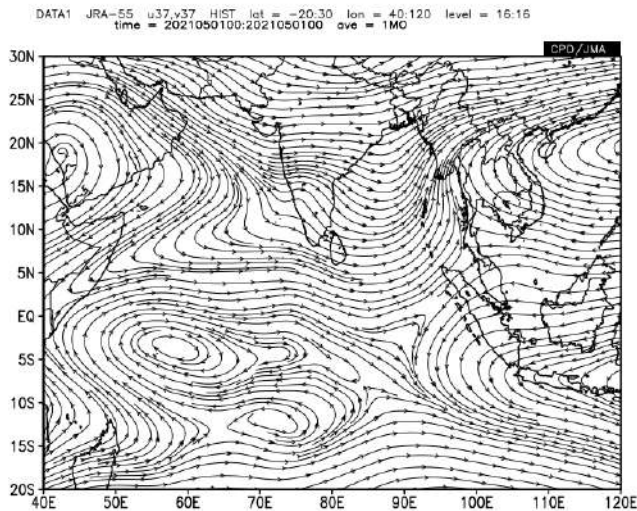 DATA1 JRA-55 u37,v37 HIST lat = -20:30 lon = 40:120 level = 16:16
time = 2021050100:2021050100 ave = 1MO
CPD/JMA
30N
25N
20N
15N
10N
5N
EQ
5S
10S
15S
20S
40E 50E 60E 70E 80E 90E 100E 110E 120E